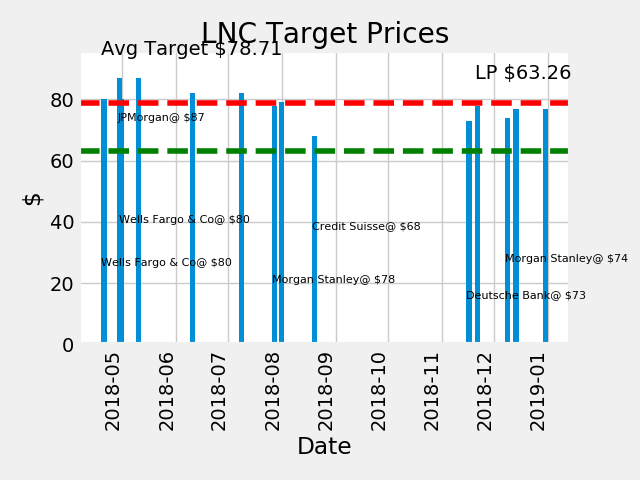 LNC Target Prices
Avg Target $78.71
LP $63.26
80
JPMorgan@ $87
60
$
40
Wells Fargo & Co@ $80
Credit Suisse@ $68
Wells Fargo & Co@ $80
Morgan Stanley@ $74
20
Morgan Stanley@ $78
Deutsche Bank@ $73
0
2018-05 2018-06 2018-07 2018-08 2018-09 2018-10 2018-11 2018-12 2019-01
Date